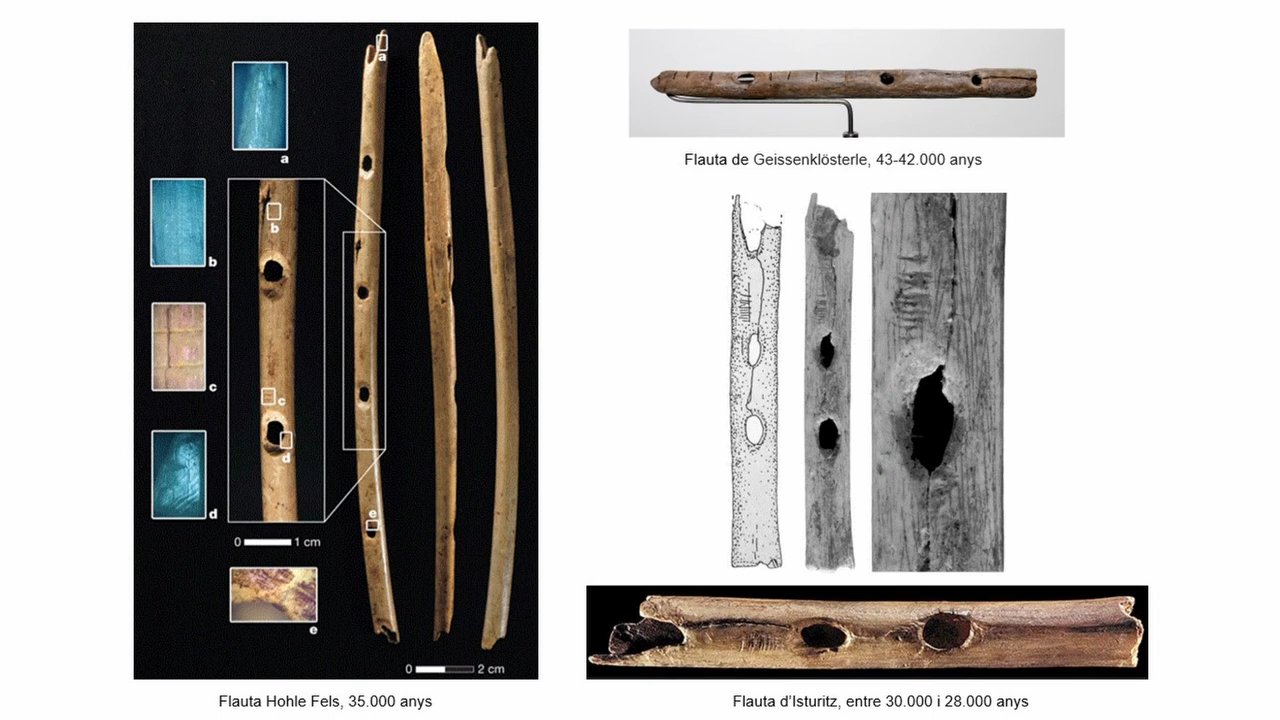 a
a
b
b
c
c
d
d
e
0 1 cm
e
0 2 cm
Flauta Hohle Fels, 35.000 anys
Flauta de Geissenklösterle, 43-42.000 anys
Flauta d'Isturitz, entre 30.000 i 28.000 anys